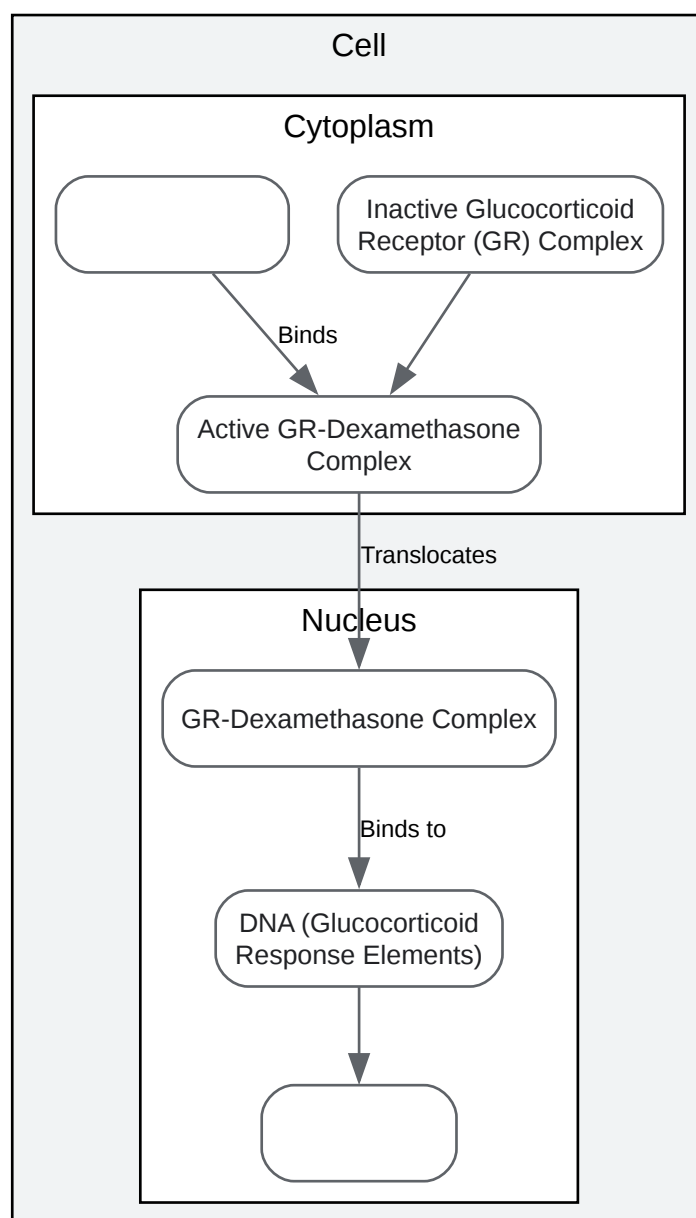 Cell
Cytoplasm
Inactive Glucocorticoid
Receptor (GR) Complex
Binds
Active GR-Dexamethasone
Complex
Translocates
Nucleus
GR-Dexamethasone Complex
Binds to
DNA (Glucocorticoid
Response Elements)